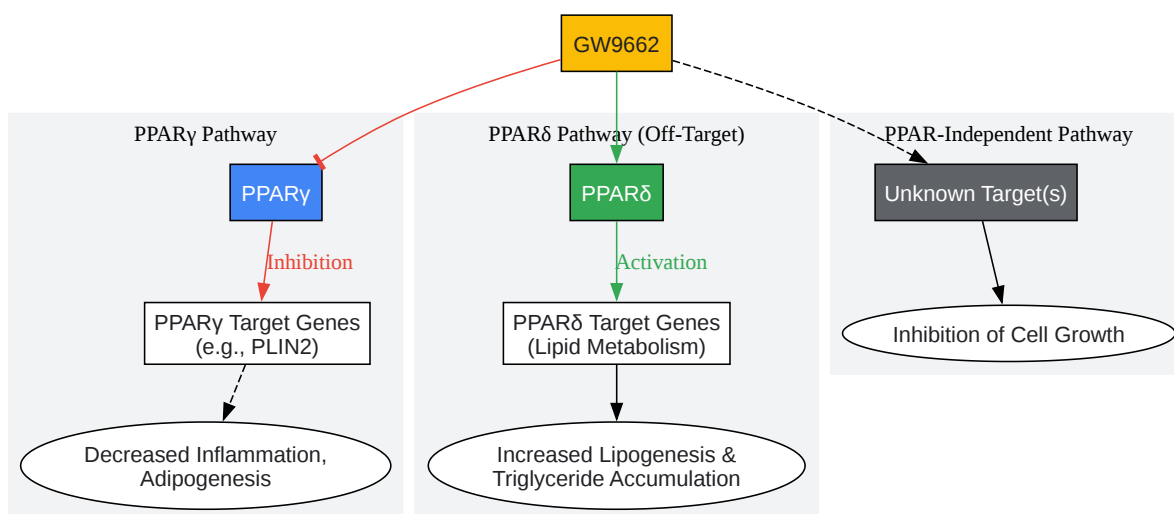 GW9662
PPARγ Pathway
PPARδ Pathway (Off-Target)
PPAR-Independent Pathway
PPARγ
PPARδ
Unknown Target(s)
Inhibition
Activation
PPARγ Target Genes
(e.g., PLIN2)
PPARδ Target Genes
(Lipid Metabolism)
Inhibition of Cell Growth
Decreased Inflammation,
Adipogenesis
Increased Lipogenesis &
Triglyceride Accumulation